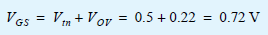 V_GS = V_tn + V_OV = 0.5 + 0.22 = 0.72 V